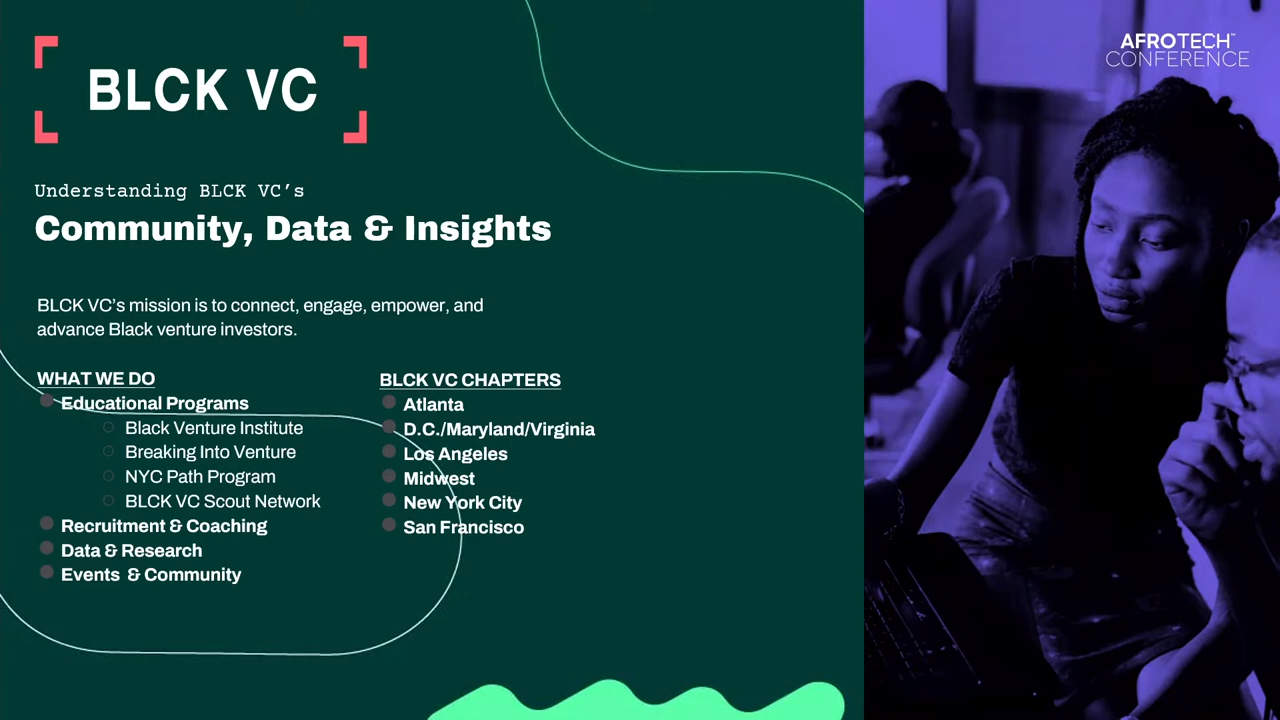 BLCK VC
AFROTECH™
CONFERENCE
Understanding BLCK VC’s
Community, Data & Insights
BLCK VC’s mission is to connect, engage, empower, and
advance Black venture investors.
WHAT WE DO
Educational Programs
Black Venture Institute
Breaking Into Venture
NYC Path Program
BLCK VC Scout Network
Recruitment & Coaching
Data & Research
Events & Community
BLCK VC CHAPTERS
Atlanta
D.C./Maryland/Virginia
Los Angeles
Midwest
New York City
San Francisco